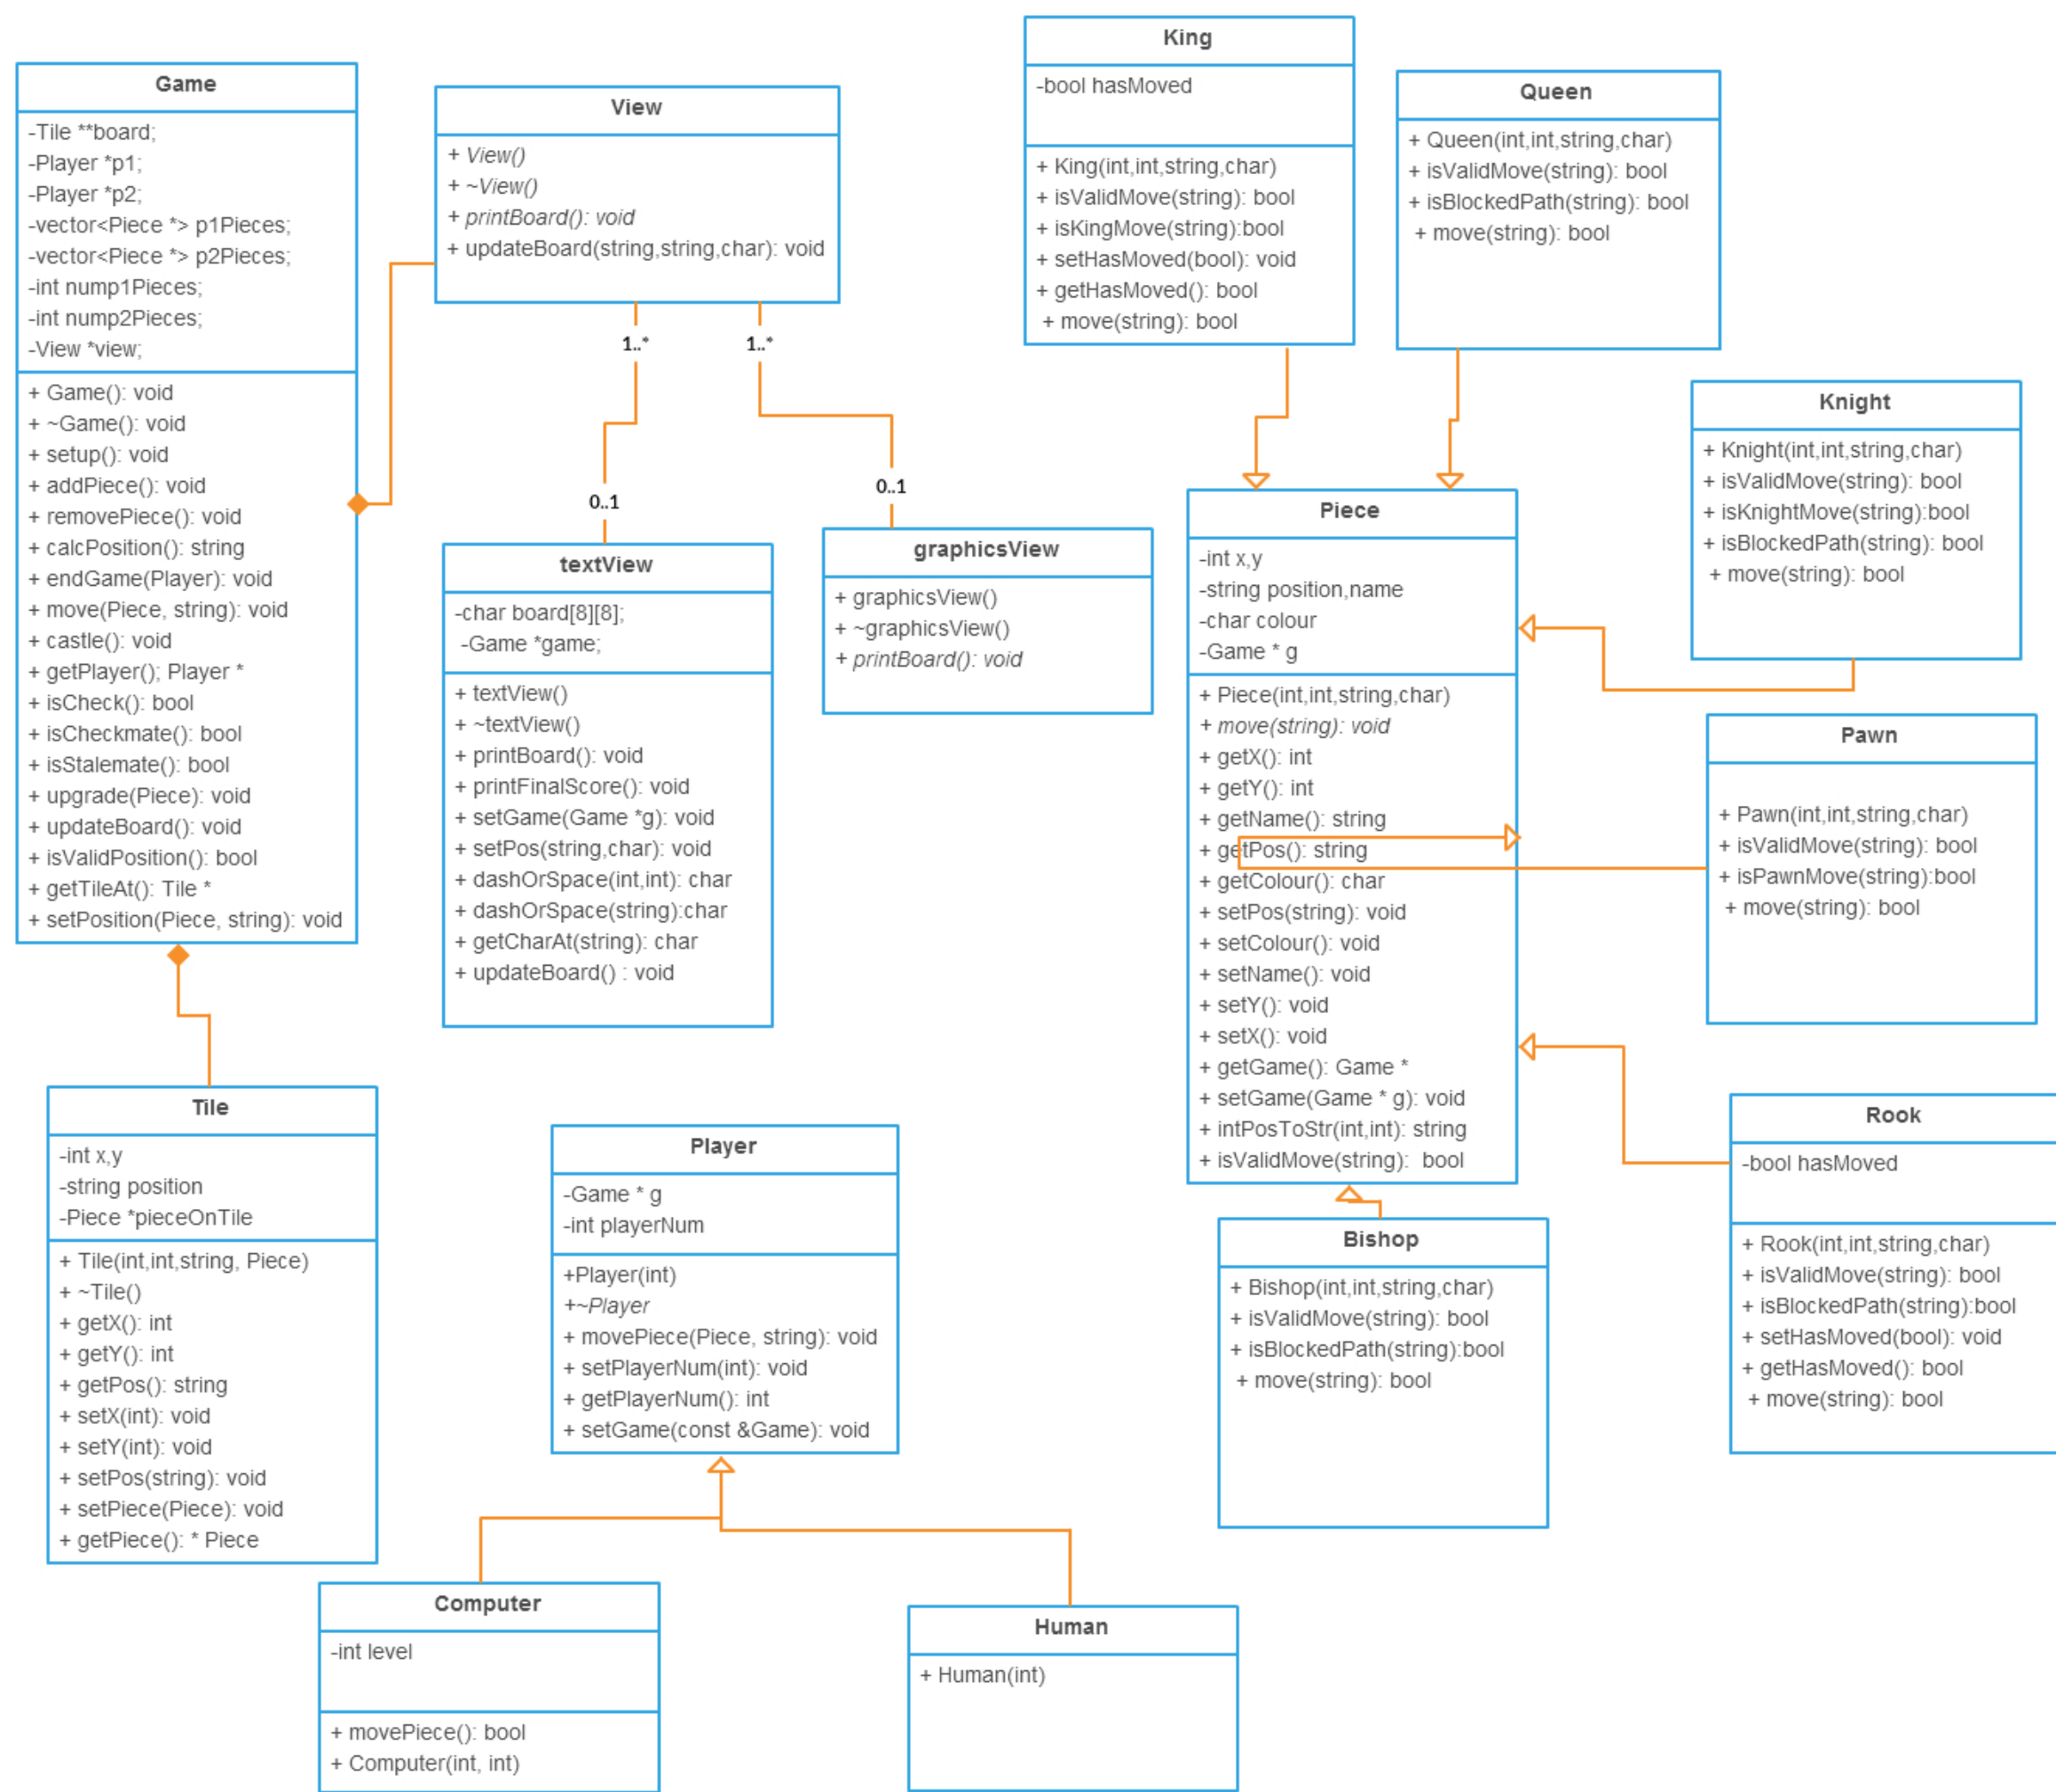 Game
-Tile **board;
-Player *p1;
-Player *p2;
-vector<Piece *> p1Pieces;
-vector<Piece *> p2Pieces;
-int nump1Pieces;
-int nump2Pieces;
-View *view;
+ Game(): void
+ ~Game(): void
+ setup(): void
+ addPiece(): void
+ removePiece(): void
+ calcPosition(): string
+ endGame(Player): void
+ move(Piece, string): void
+ castle(): void
+ getPlayer(); Player *
+ isCheck(): bool
+ isCheckmate(): bool
+ isStalemate(): bool
+ upgrade(Piece): void
+ updateBoard(): void
+ isValidPosition(): bool
+ getTileAt(): Tile *
+ setPosition(Piece, string): void
View
+ View()
+ ~View()
+ printBoard(): void
+ updateBoard(string,string,char): void
1..*
1..*
0..1
0..1
textView
-char board[8][8];
-Game *game;
+ textView()
+ ~textView()
+ printBoard(): void
+ printFinalScore(): void
+ setGame(Game *g): void
+ setPos(string,char): void
+ dashOrSpace(int,int): char
+ dashOrSpace(string):char
+ getCharAt(string): char
+ updateBoard() : void
graphicsView
+ graphicsView()
+ ~graphicsView()
+ printBoard(): void
King
-bool hasMoved
+ King(int,int,string,char)
+ isValidMove(string): bool
+ isKingMove(string):bool
+ setHasMoved(bool): void
+ getHasMoved(): bool
+ move(string): bool
Queen
+ Queen(int,int,string,char)
+ isValidMove(string): bool
+ isBlockedPath(string): bool
+ move(string): bool
Knight
+ Knight(int,int,string,char)
+ isValidMove(string): bool
+ isKnightMove(string):bool
+ isBlockedPath(string): bool
+ move(string): bool
Piece
-int x,y
-string position,name
-char colour
-Game * g
+ Piece(int,int,string,char)
+ move(string): void
+ getX(): int
+ getY(): int
+ getName(): string
+ getPos(): string
+ getColour(): char
+ setPos(string): void
+ setColour(): void
+ setName(): void
+ setY(): void
+ setX(): void
+ getGame(): Game *
+ setGame(Game * g): void
+ intPosToStr(int,int): string
+ isValidMove(string): bool
Pawn
+ Pawn(int,int,string,char)
+ isValidMove(string): bool
+ isPawnMove(string):bool
+ move(string): bool
Rook
-bool hasMoved
+ Rook(int,int,string,char)
+ isValidMove(string): bool
+ isBlockedPath(string):bool
+ setHasMoved(bool): void
+ getHasMoved(): bool
+ move(string): bool
Bishop
+ Bishop(int,int,string,char)
+ isValidMove(string): bool
+ isBlockedPath(string):bool
+ move(string): bool
Tile
-int x,y
-string position
-Piece *pieceOnTile
+ Tile(int,int,string, Piece)
+ ~Tile()
+ getX(): int
+ getY(): int
+ getPos(): string
+ setX(int): void
+ setY(int): void
+ setPos(string): void
+ setPiece(Piece): void
+ getPiece(): * Piece
Player
-Game * g
-int playerNum
+Player(int)
+~Player
+ movePiece(Piece, string): void
+ setPlayerNum(int): void
+ getPlayerNum(): int
+ setGame(const &Game): void
Computer
-int level
+ movePiece(): bool
+ Computer(int, int)
Human
+ Human(int)